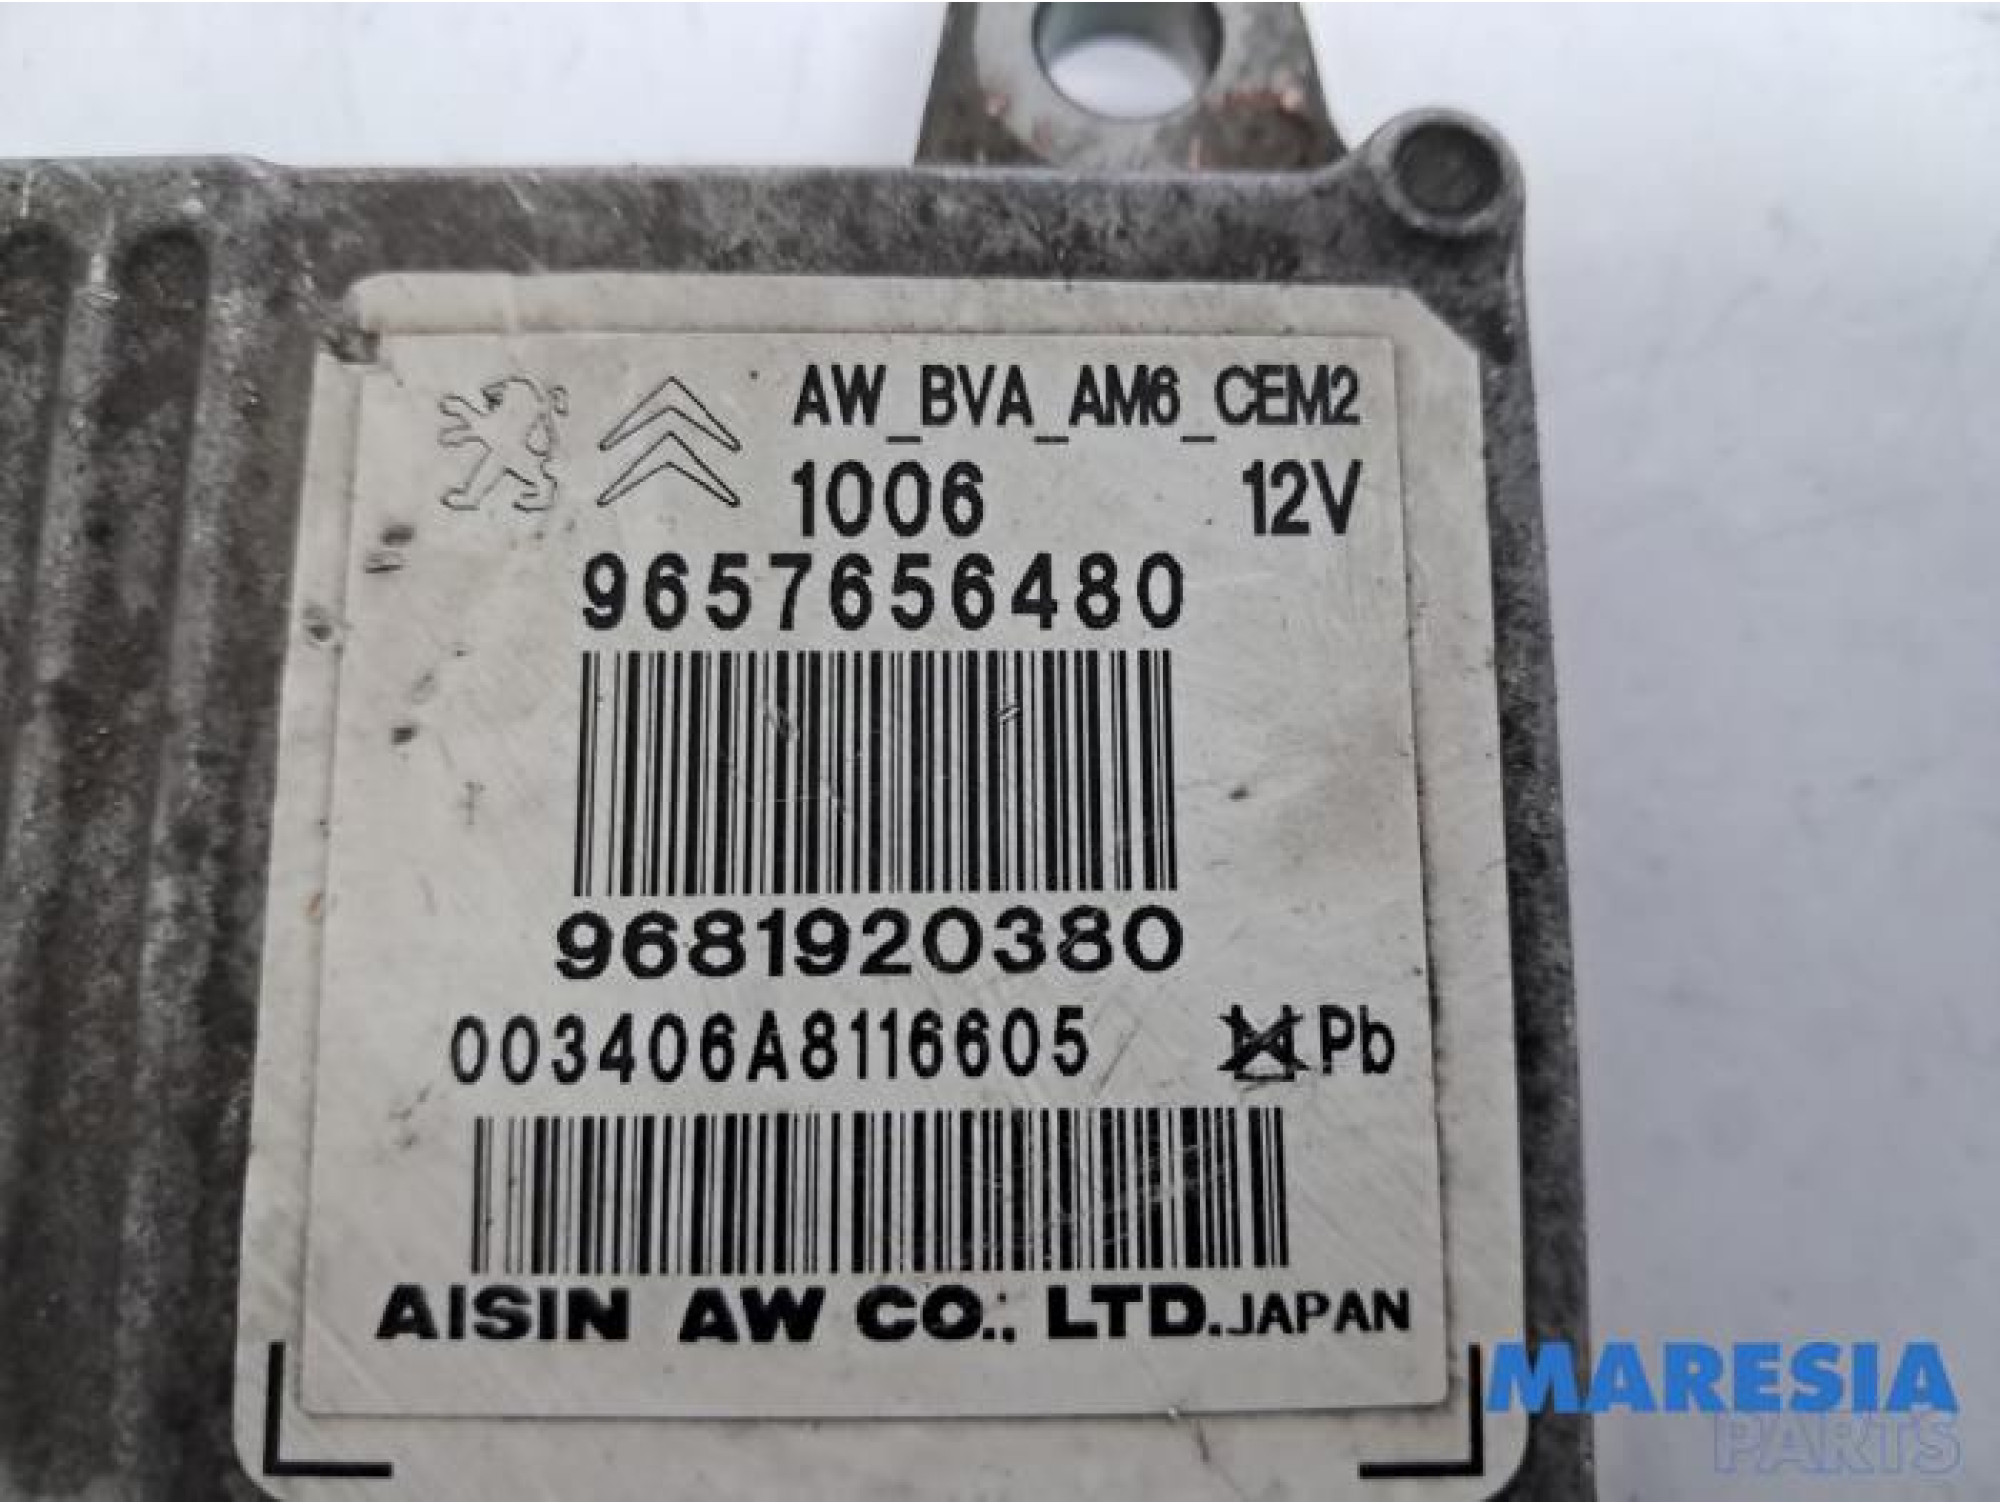 AW_BVA_AM6_CEM2
1006 12V
9657656480
9681920380
003406A8116605 Pb
AISIN AW CO., LTD. JAPAN
MARESIA
PARTS